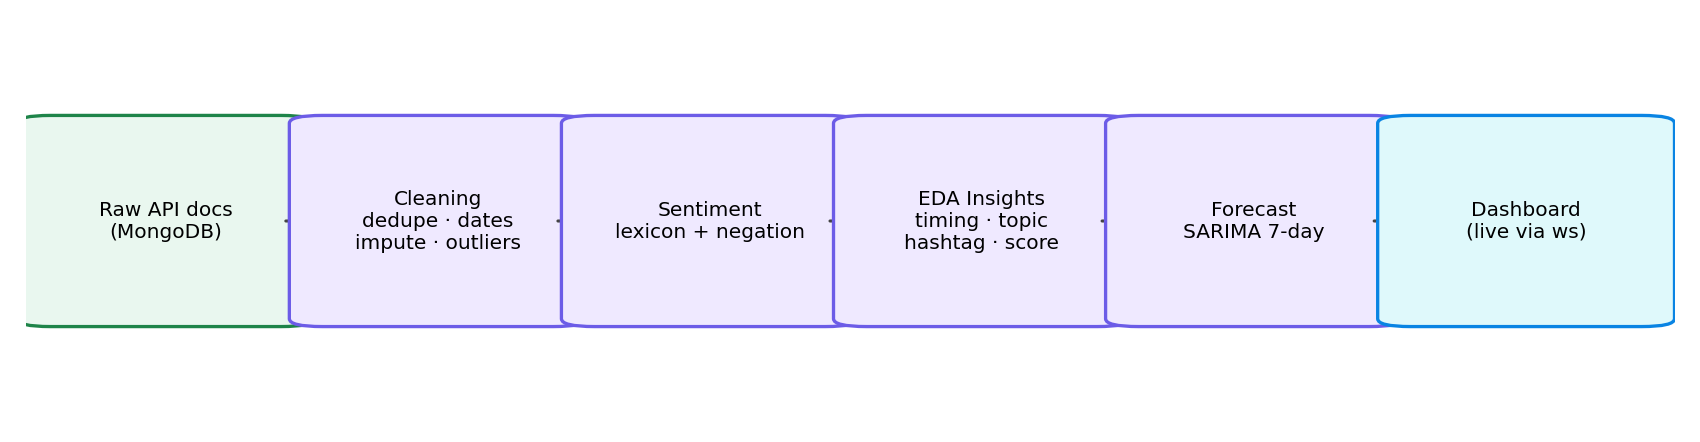 Raw API docs
(MongoDB)
Cleaning
dedupe · dates
impute · outliers
Sentiment
lexicon + negation
EDA Insights
timing · topic
hashtag · score
Forecast
SARIMA 7-day
Dashboard
(live via ws)